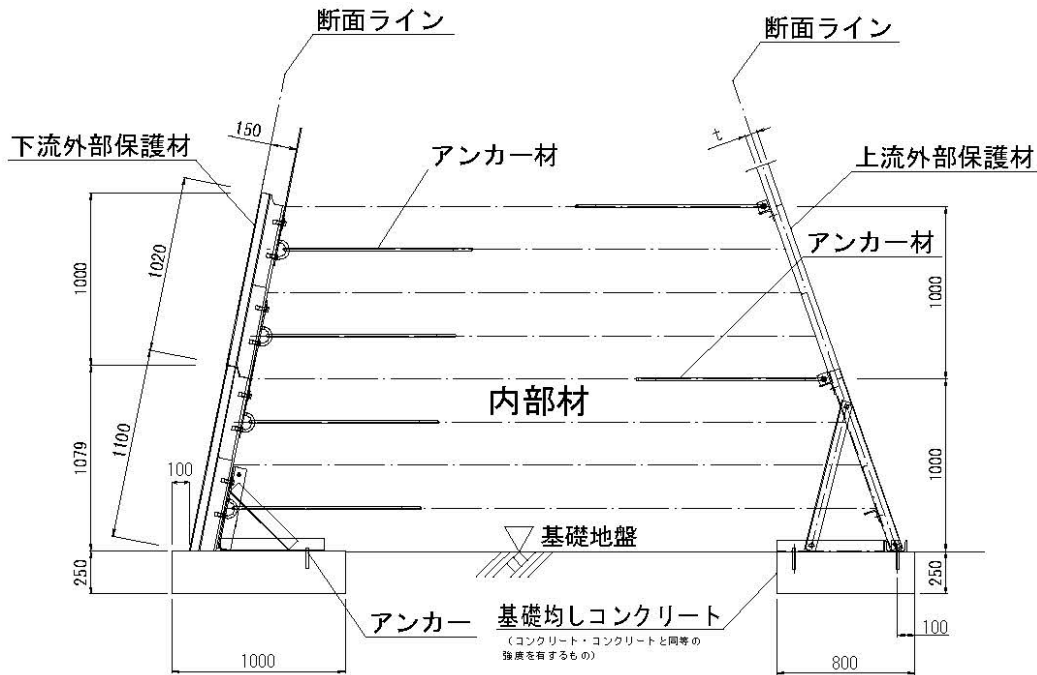 断面ライン
断面ライン
150
t
下流外部保護材
アンカー材
上流外部保護材
アンカー材
1000
1020
1000
内部材
1079
1100
100
1000
基礎地盤
250
250
アンカー
基礎均しコンクリート
（コンクリート・コンクリートと同等の
強度を有するもの）
100
1000
800